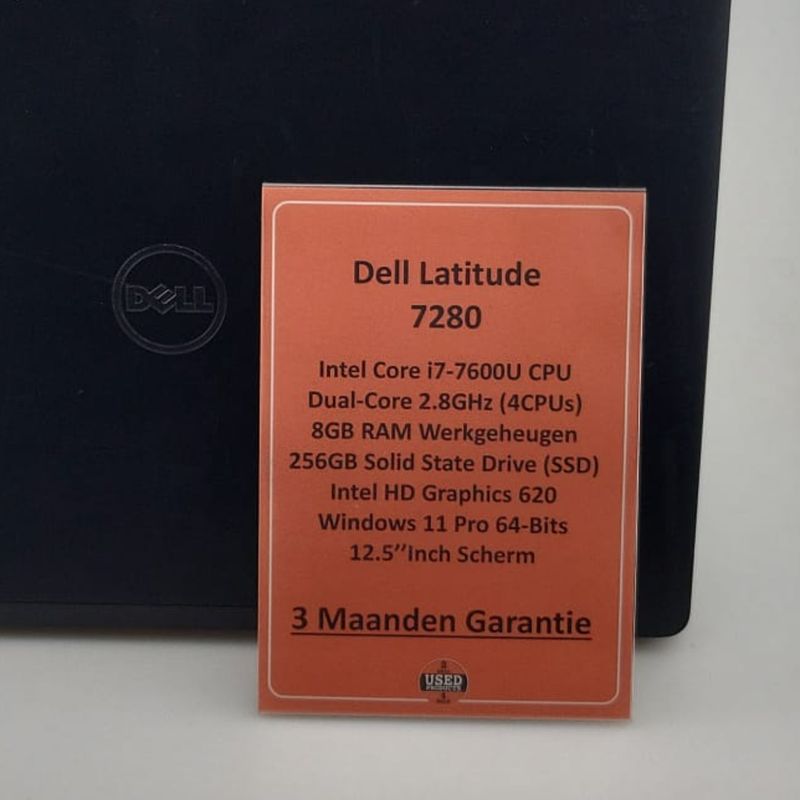 DELL
Dell Latitude
7280
Intel Core i7-7600U CPU
Dual-Core 2.8GHz (4CPUs)
8GB RAM Werkgeheugen
256GB Solid State Drive (SSD)
Intel HD Graphics 620
Windows 11 Pro 64-Bits
12.5’’Inch Scherm
3 Maanden Garantie
USED
PRODUCTS